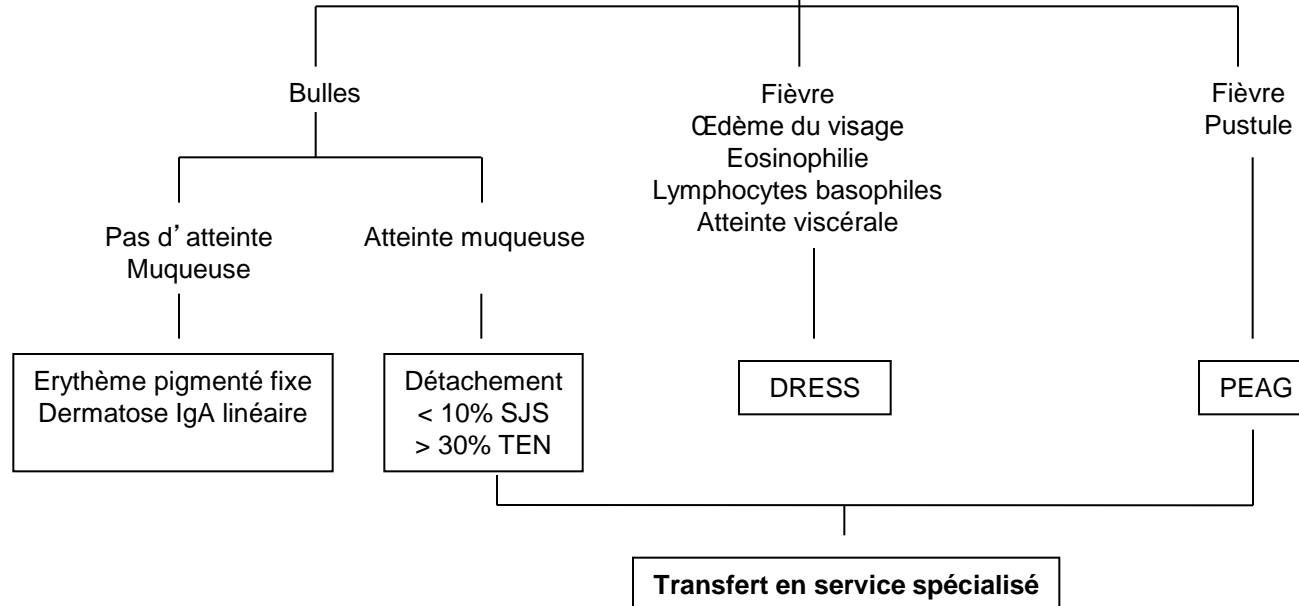 Bulles
Fièvre
Œdème du visage
Eosinophilie
Lymphocytes basophiles
Atteinte viscérale
Fièvre
Pustule
Pas d’atteinte
Muqueuse
Atteinte muqueuse
Erythème pigmenté fixe
Dermatose IgA linéaire
Détachement
< 10% SJS
> 30% TEN
DRESS
PEAG
Transfert en service spécialisé